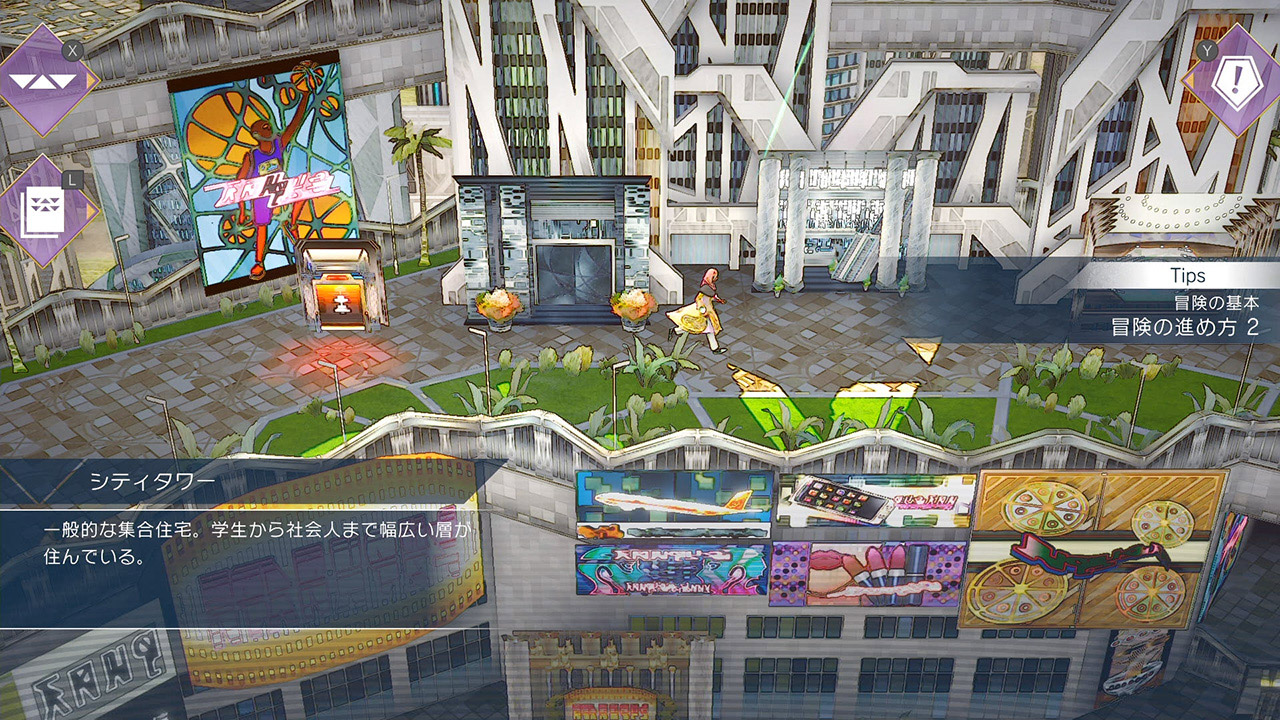 X
Y
L
Tips
冒険の基本
冒険の進め方 2
シティタワー
一般的な集合住宅。学生から社会人まで幅広い層が
住んでいる。